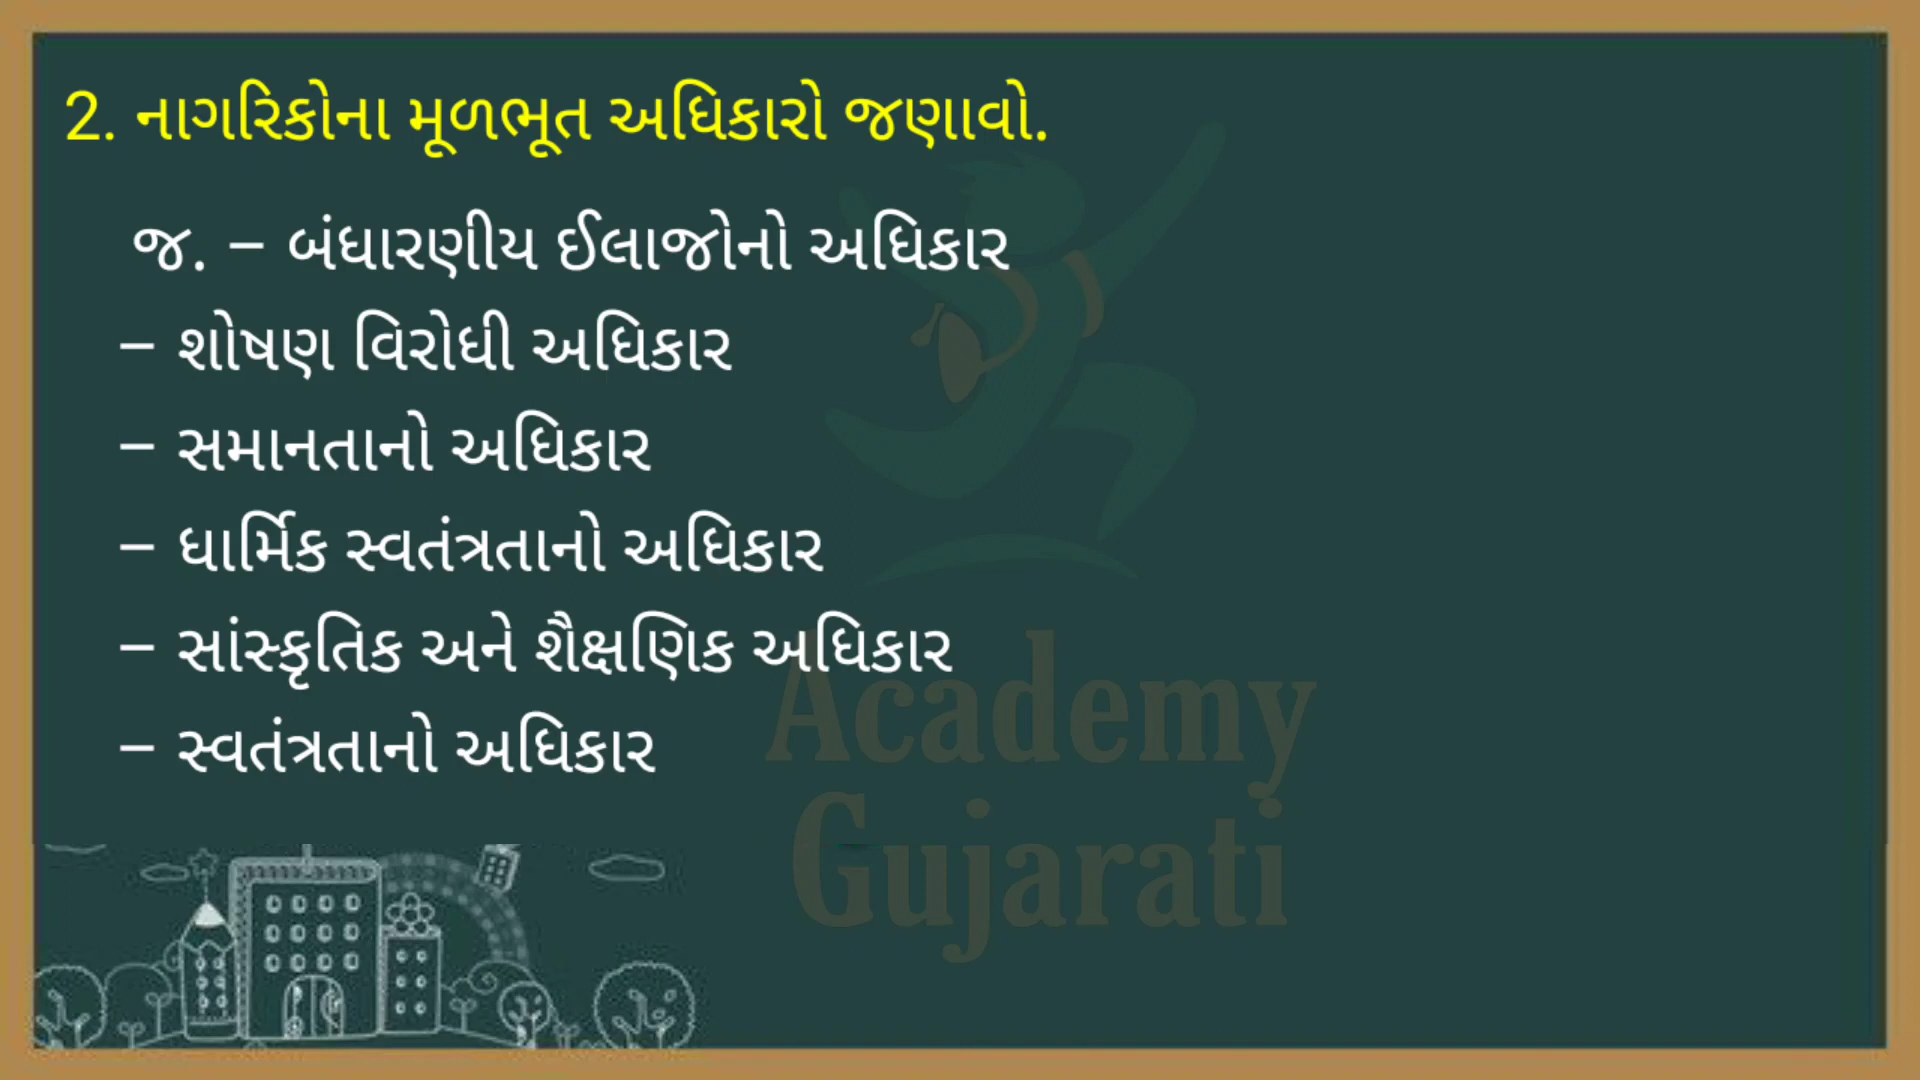 2. નાગરિકોના મૂળભૂત અધિકારો જણાવો.
જ. – બંધારણીય ઈલાજોનો અધિકાર
– શોષણ વિરોધી અધિકાર
– સમાનતાનો અધિકાર
– ધાર્મિક સ્વતંત્રતાનો અધિકાર
– સાંસ્કૃતિક અને શૈક્ષણિક અધિકાર
– સ્વતંત્રતાનો અધિકાર
Academy
Gujarati